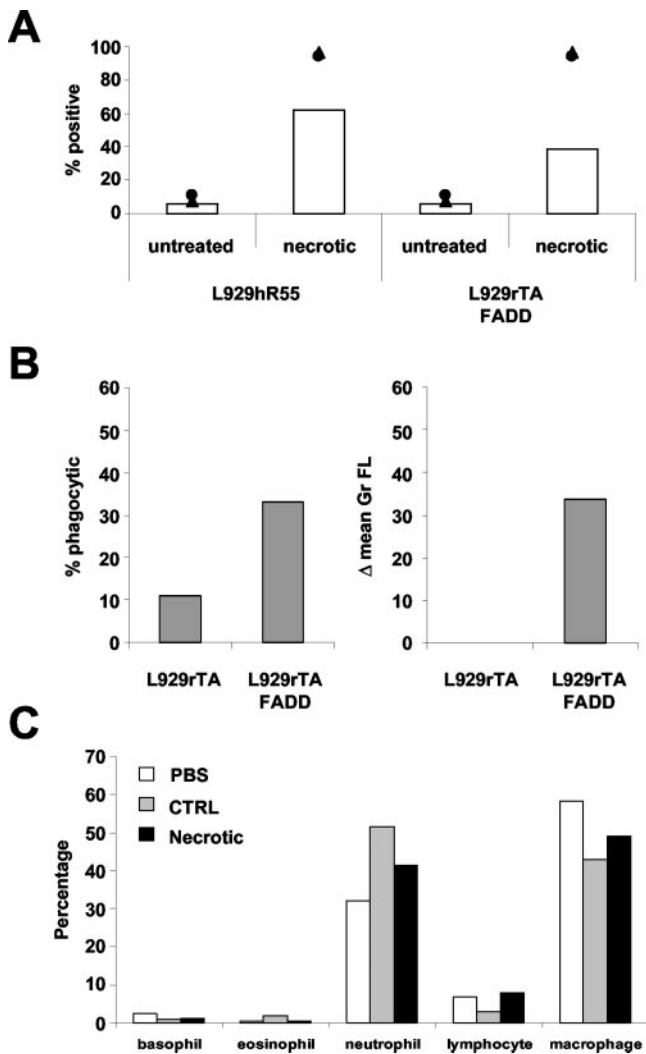 A
% positive
100
80
60
40
20
0
untreated
necrotic
untreated
necrotic
L929hR55
L929rTA
FADD
B
% phagocytic
60
50
40
30
20
10
0
L929rTA
L929rTA
FADD
Δ mean Gr FL
60
50
40
30
20
10
0
L929rTA
L929rTA
FADD
C
Percentage
70
60
50
40
30
20
10
0
PBS
CTRL
Necrotic
basophil
eosinophil
neutrophil
lymphocyte
macrophage